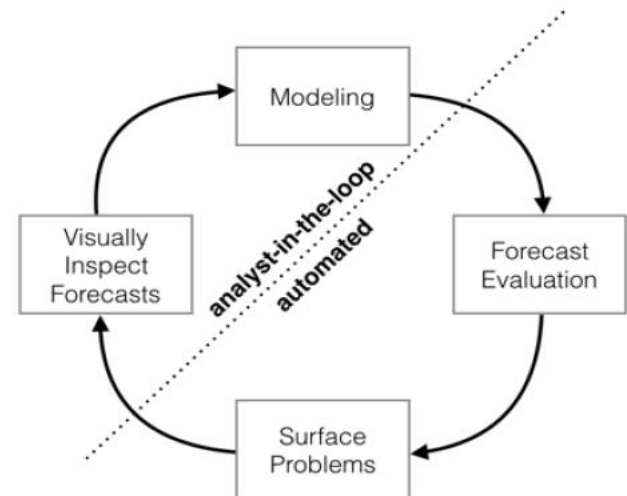 Modeling
analyst-in-the-loop
automated
Visually
Inspect
Forecasts
Forecast
Evaluation
Surface
Problems